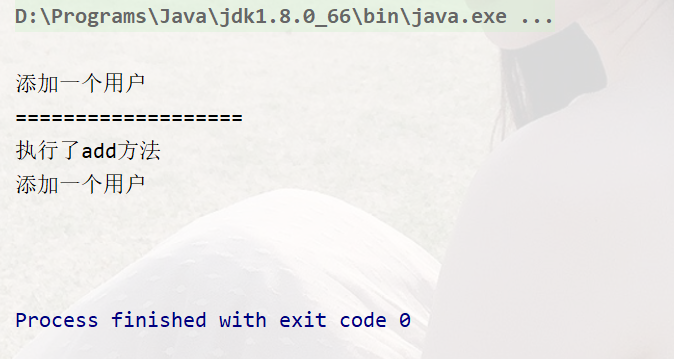 D:\Programs\Java\jdk1.8.0_66\bin\java.exe ...
添加一个用户
===================
执行了add方法
添加一个用户
Process finished with exit code 0